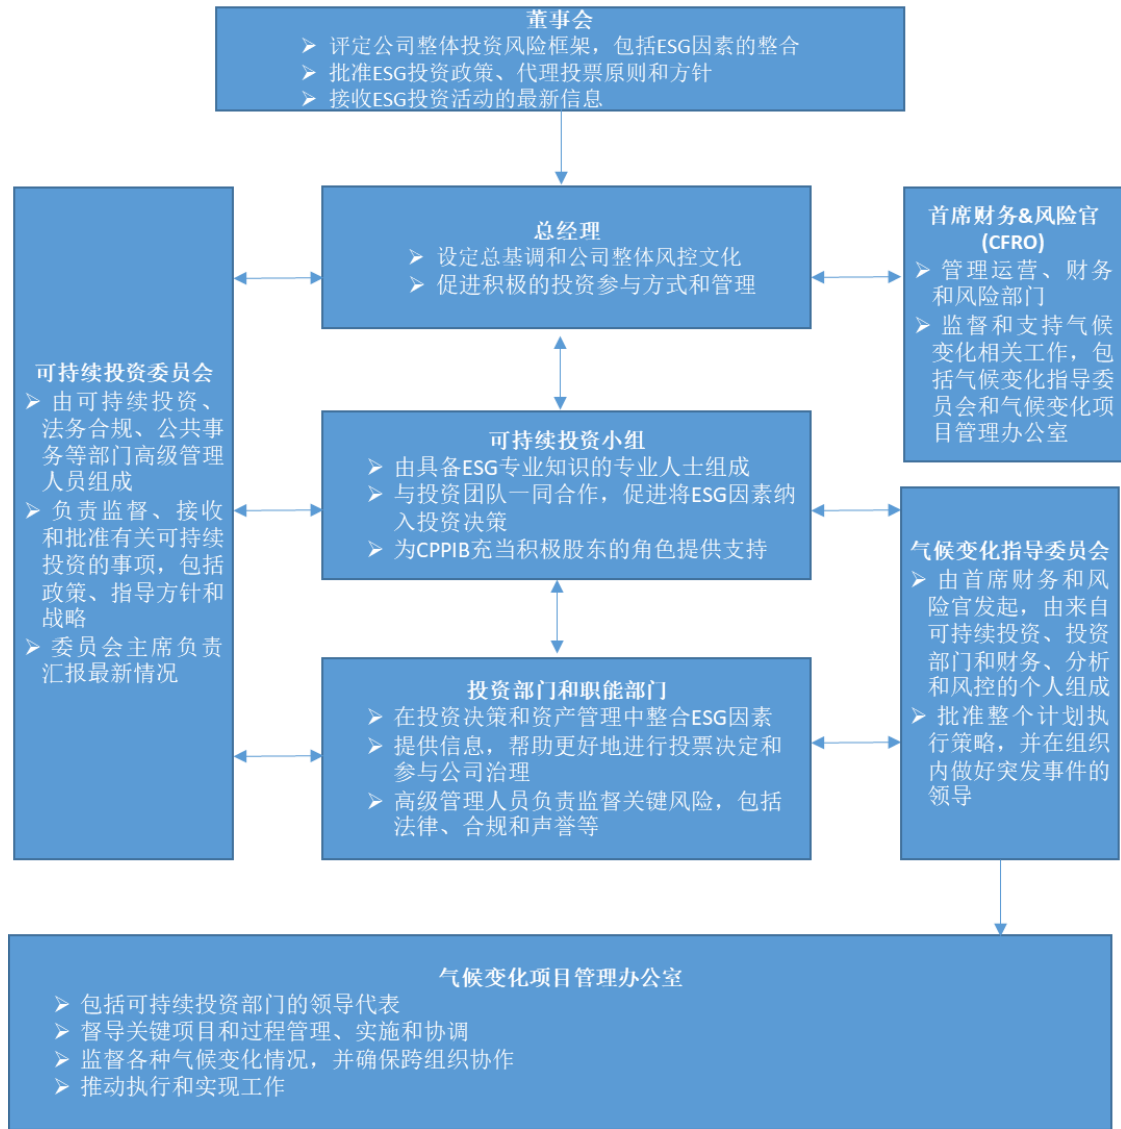 董事会
➢ 评定公司整体投资风险框架，包括ESG因素的整合
➢ 批准ESG投资政策、代理投票原则和方针
➢ 接收ESG投资活动的最新信息
总经理
➢ 设定总基调和公司整体风控文化
➢ 促进积极的投资参与方式和管理
首席财务&风险官
(CFRO)
➢ 管理运营、财务
和风险部门
➢ 监督和支持气候
变化相关工作，包
括气候变化指导委
员会和气候变化项
目管理办公室
可持续投资委员会
➢ 由可持续投资、
法务合规、公共事
务等部门高级管理
人员组成
➢ 负责监督、接收
和批准有关可持续
投资的事项，包括
政策、指导方针和
战略
➢ 委员会主席负责
汇报最新情况
可持续投资小组
➢ 由具备ESG专业知识的专业人士组成
➢ 与投资团队一同合作，促进将ESG因素纳
入投资决策
➢ 为CPPIB充当积极股东的角色提供支持
气候变化指导委员会
➢ 由首席财务和风
险官发起，由来自
可持续投资、投资
部门和财务、分析
和风控的个人组成
➢ 批准整个计划执
行策略，并在组织
内做好突发事件的
领导
投资部门和职能部门
➢ 在投资决策和资产管理中整合ESG因素
➢ 提供信息，帮助更好地进行投票决定和
参与公司治理
➢ 高级管理人员负责监督关键风险，包括
法律、合规和声誉等
气候变化项目管理办公室
➢ 包括可持续投资部门的领导代表
➢ 督导关键项目和过程管理、实施和协调
➢ 监督各种气候变化情况，并确保跨组织协作
➢ 推动执行和实现工作